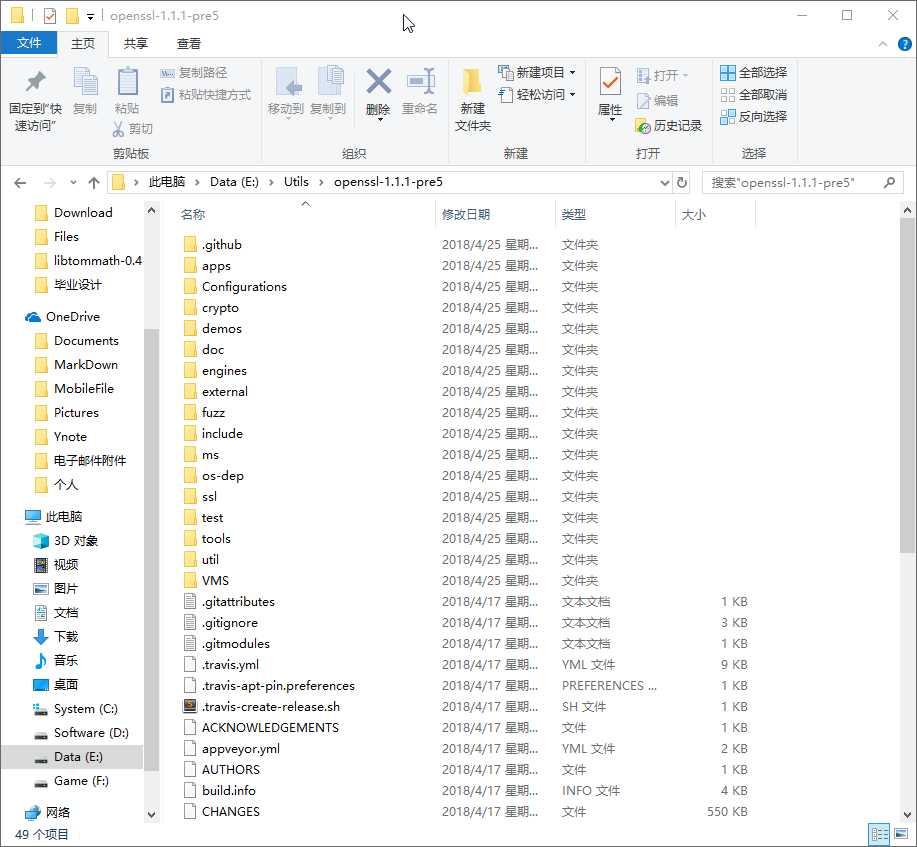 openssl-1.1.1-pre5
文件 主页 共享 查看
固定到"快速访问"
复制
粘贴
复制路径
粘贴快捷方式
剪切
剪贴板
移动到
复制到
删除
重命名
组织
新建文件夹
新建项目
轻松访问
新建
属性
打开
编辑
历史记录
打开
全部选择
全部取消
反向选择
选择
此电脑 Data (E:) Utils openssl-1.1.1-pre5
搜索"openssl-1.1.1-pre5"
Download
Files
libtommath-0.4
毕业设计
OneDrive
Documents
MarkDown
MobileFile
Pictures
Ynote
电子邮件附件
个人
此电脑
3D 对象
视频
图片
文档
下载
音乐
桌面
System (C:)
Software (D:)
Data (E:)
Game (F:)
网络
名称 修改日期 类型 大小
.github 2018/4/25 星期... 文件夹
apps 2018/4/25 星期... 文件夹
Configurations 2018/4/25 星期... 文件夹
crypto 2018/4/25 星期... 文件夹
demos 2018/4/25 星期... 文件夹
doc 2018/4/25 星期... 文件夹
engines 2018/4/25 星期... 文件夹
external 2018/4/25 星期... 文件夹
fuzz 2018/4/25 星期... 文件夹
include 2018/4/25 星期... 文件夹
ms 2018/4/25 星期... 文件夹
os-dep 2018/4/25 星期... 文件夹
ssl 2018/4/25 星期... 文件夹
test 2018/4/25 星期... 文件夹
tools 2018/4/25 星期... 文件夹
util 2018/4/25 星期... 文件夹
VMS 2018/4/25 星期... 文件夹
.gitattributes 2018/4/17 星期... 文本文档 1 KB
.gitignore 2018/4/17 星期... 文本文档 3 KB
.gitmodules 2018/4/17 星期... 文本文档 1 KB
.travis.yml 2018/4/17 星期... YML 文件 9 KB
.travis-apt-pin.preferences 2018/4/17 星期... PREFERENCES ... 1 KB
.travis-create-release.sh 2018/4/17 星期... SH 文件 1 KB
ACKNOWLEDGEMENTS 2018/4/17 星期... 文件 1 KB
appveyor.yml 2018/4/17 星期... YML 文件 2 KB
AUTHORS 2018/4/17 星期... 文件 1 KB
build.info 2018/4/17 星期... INFO 文件 4 KB
CHANGES 2018/4/17 星期... 文件 550 KB
49 个项目